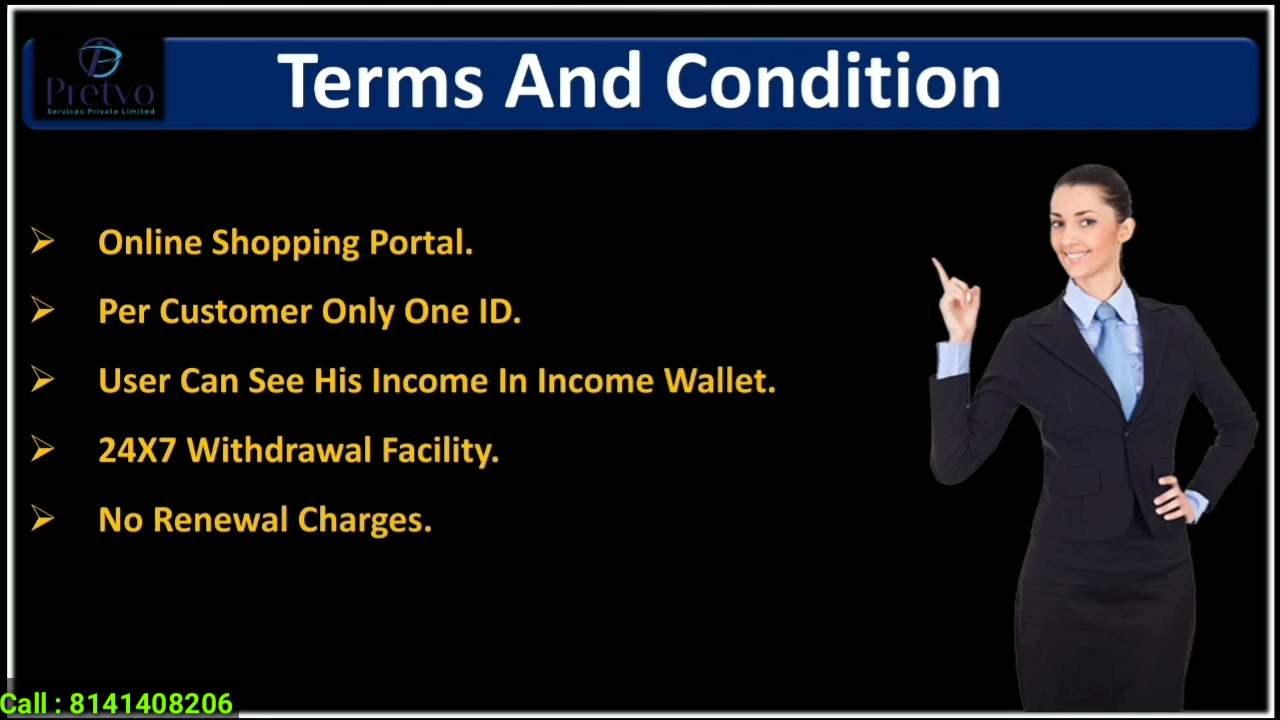 Pretvo
Services Private Limited
Terms And Condition
Online Shopping Portal.
Per Customer Only One ID.
User Can See His Income In Income Wallet.
24X7 Withdrawal Facility.
No Renewal Charges.
Call : 8141408206